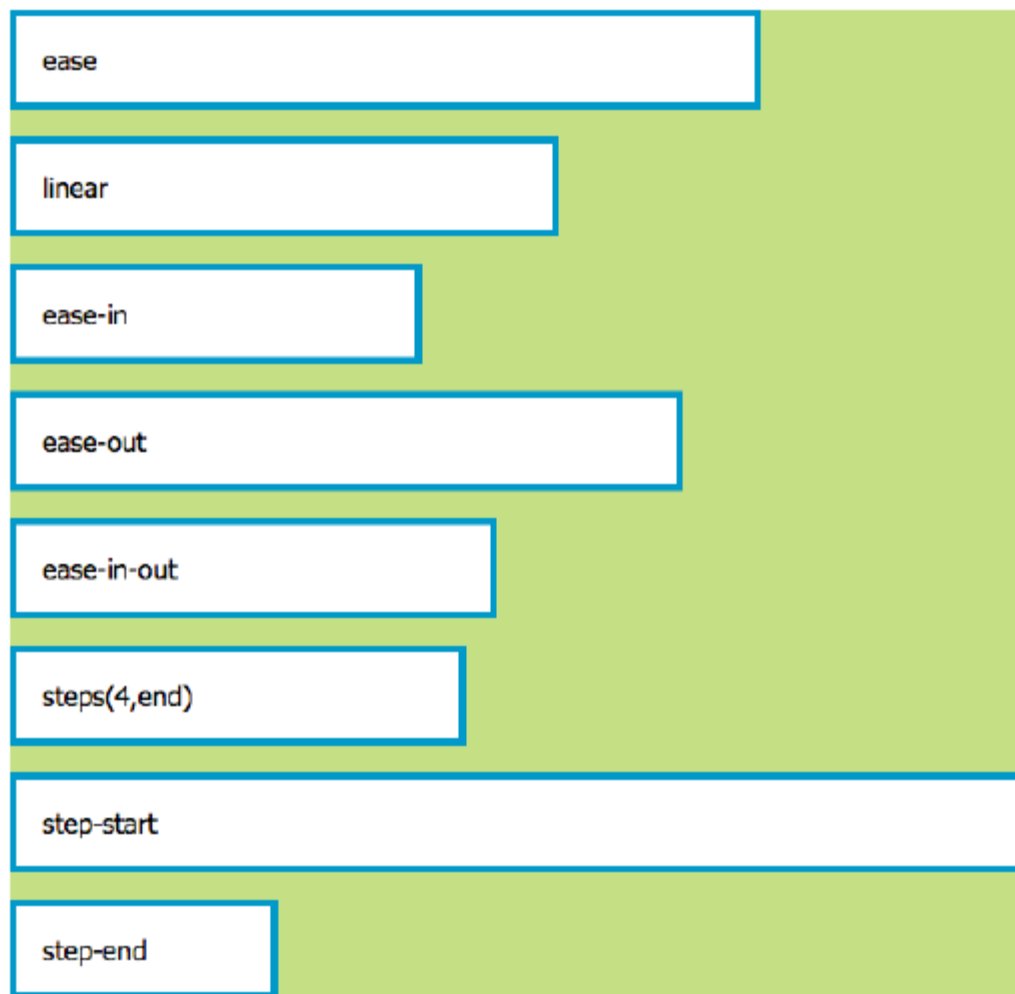 ease
linear
ease-in
ease-out
ease-in-out
steps(4,end)
step-start
step-end